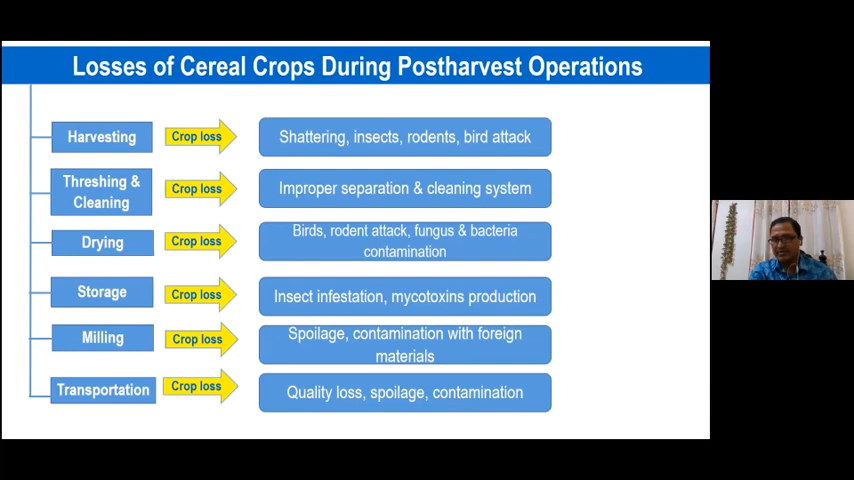 Losses of Cereal Crops During Postharvest Operations
Harvesting
Crop loss
Shattering, insects, rodents, bird attack
Threshing &
Cleaning
Crop loss
Improper separation & cleaning system
Drying
Crop loss
Birds, rodent attack, fungus & bacteria
contamination
Storage
Crop loss
Insect infestation, mycotoxins production
Milling
Crop loss
Spoilage, contamination with foreign
materials
Transportation
Crop loss
Quality loss, spoilage, contamination